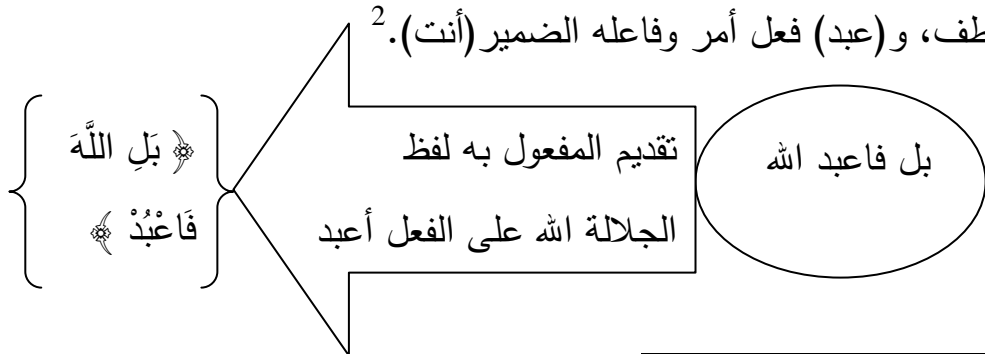 طف، و(عبد) فعل أمر وفاعله الضمير(أنت).2
بل فاعبد الله
تقديم المفعول به لفظ
الجلالة الله على الفعل أعبد
﴿ بَلِ اللَّهَ
فَاعْبُدْ ﴾